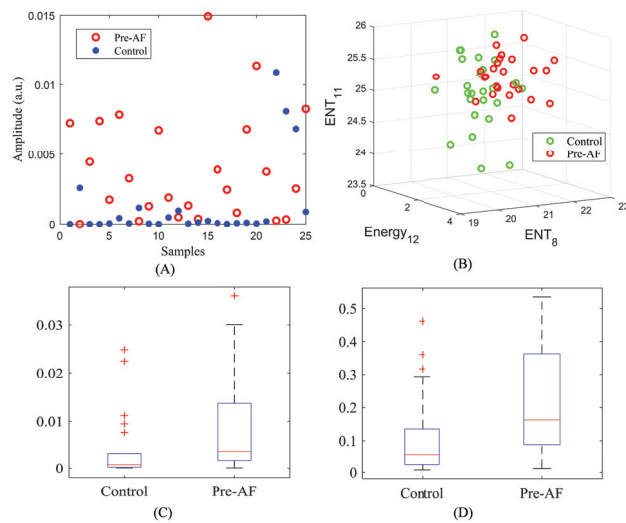 0.015
0.01
0.005
0
Amplitude (a.u.)
Pre-AF
Control
0 5 10 15 20 25
Samples
(A)
26
25.5
25
24.5
24
23.5
ENT11
Control
Pre-AF
0
2
4
Energy12
19
20
21
22
23
ENT8
(B)
0.03
0.02
0.01
0
Control Pre-AF
(C)
0.5
0.4
0.3
0.2
0.1
0
Control Pre-AF
(D)